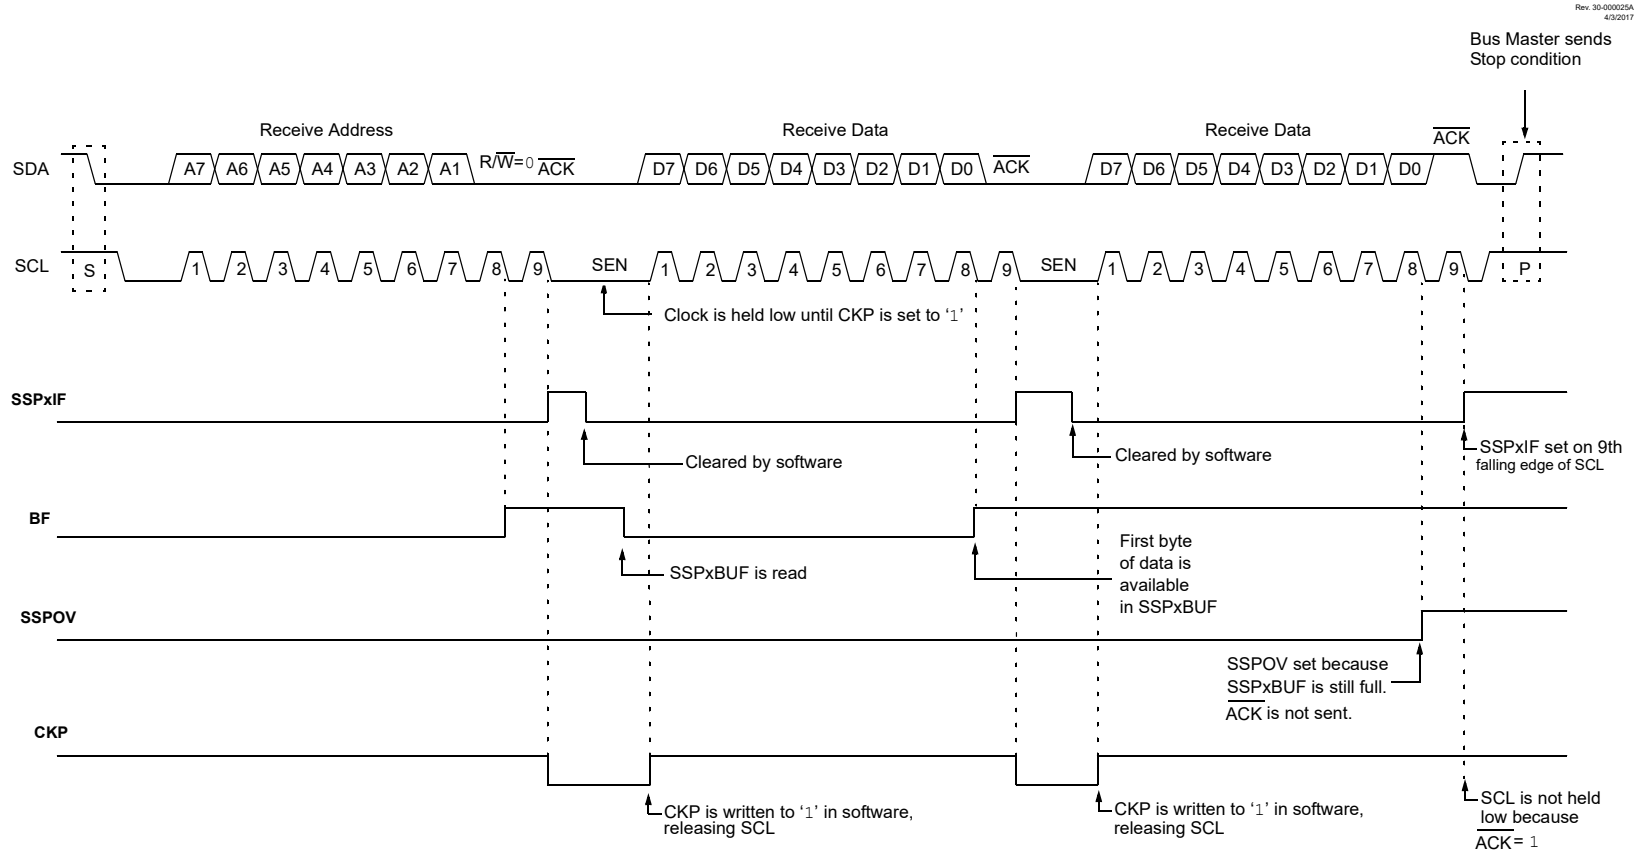 Rev. 30-000025A
4/3/2017
Bus Master sends
Stop condition
Receive Address
Receive Data
Receive Data
ACK
SDA
A7 A6 A5 A4 A3 A2 A1 R/W=0 ACK D7 D6 D5 D4 D3 D2 D1 D0 ACK D7 D6 D5 D4 D3 D2 D1 D0
SCL
S 1 2 3 4 5 6 7 8 9 SEN 1 2 3 4 5 6 7 8 9 SEN 1 2 3 4 5 6 7 8 9 P
Clock is held low until CKP is set to ‘1’
SSPxIF
Cleared by software
Cleared by software
SSPxIF set on 9th
falling edge of SCL
BF
SSPxBUF is read
First byte
of data is
available
in SSPxBUF
SSPOV
SSPOV set because
SSPxBUF is still full.
ACK is not sent.
CKP
CKP is written to ‘1’ in software,
releasing SCL
CKP is written to ‘1’ in software,
releasing SCL
SCL is not held
low because
ACK= 1